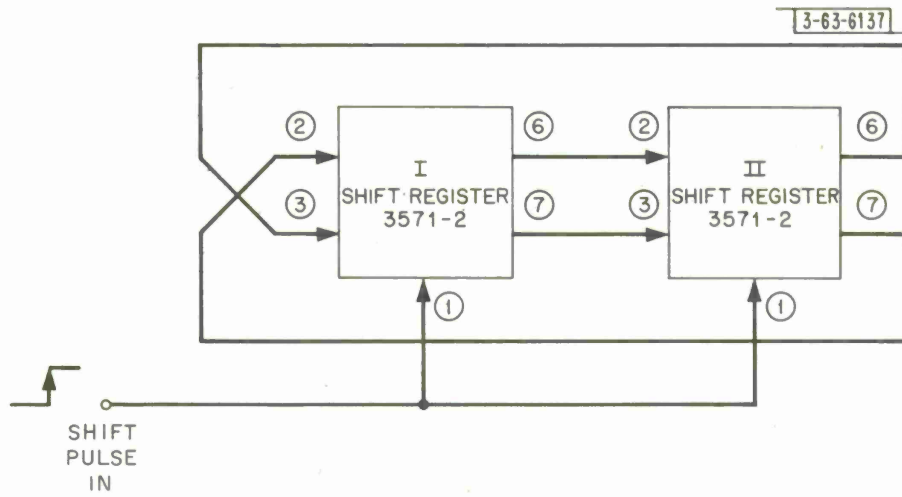 3-63-6137
② ⑥ ② ⑥
I II
SHIFT REGISTER SHIFT REGISTER
③ 3571-2 ⑦ ③ 3571-2 ⑦
① ①
SHIFT
PULSE
IN